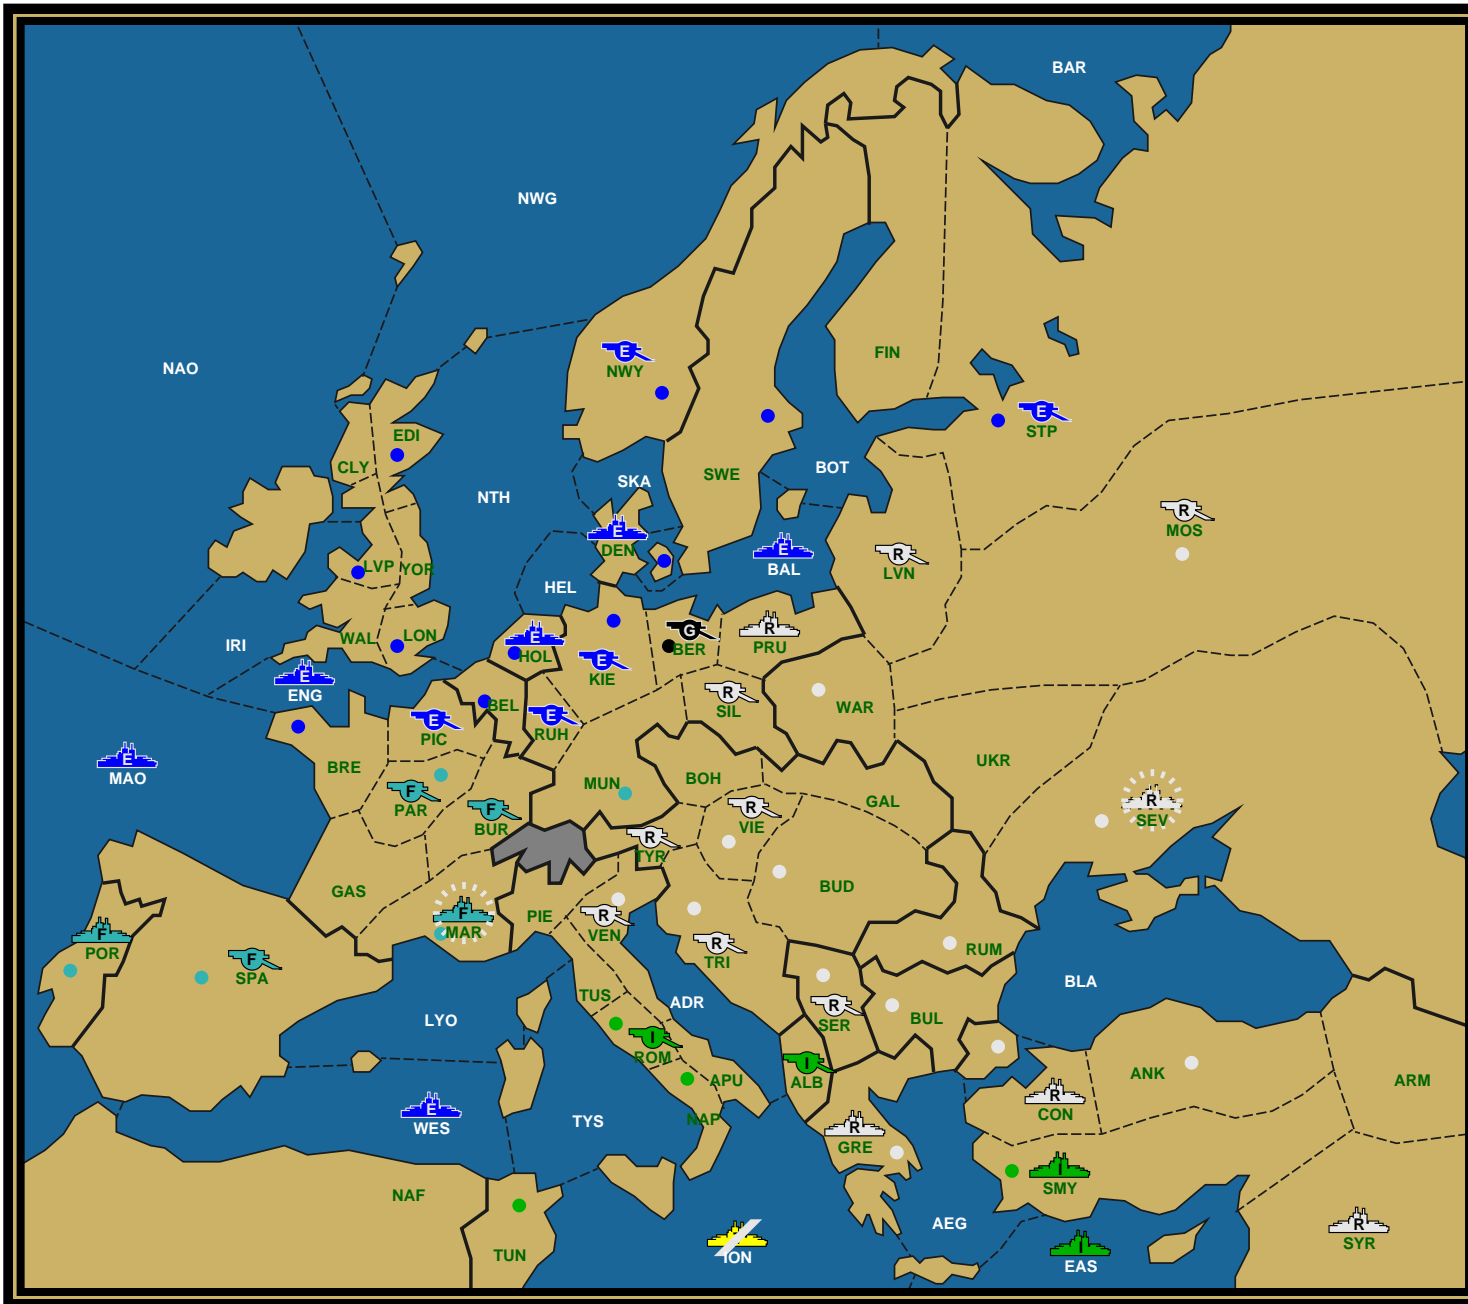 BAR
NWG
NAO
FIN
E
NWY
E
STP
EDI
CLY
SKA
BOT
SWE
NTH
R
MOS
E
DEN
E
BAL
R
LVN
LVP
YOR
HEL
IRI
WAL
LON
E
HOL
G
BER
R
PRU
E
KIE
E
ENG
R
SIL
WAR
BEL
E
PIC
E
RUH
E
MAO
BRE
UKR
BOH
MUN
F
PAR
F
BUR
R
VIE
GAL
R
SEV
R
TYR
BUD
GAS
F
MAR
PIE
R
VEN
F
POR
F
SPA
R
TRI
RUM
BLA
TUS
ADR
R
SER
BUL
LYO
I
ROM
I
ALB
APU
ANK
ARM
E
WES
TYS
NAP
R
CON
R
GRE
I
SMY
NAF
AEG
R
SYR
TUN
ION
I
EAS